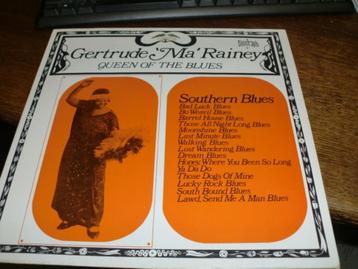 Gertrude 'Ma' Rainey
QUEEN OF THE BLUES
Southern Blues
Bad Luck Blues
Bo Weevil Blues
Barrel House Blues
Those All Night Long Blues
Moonshine Blues
Last Minute Blues
Walking Blues
Lost Wandering Blues
Dream Blues
Honey Where You Been So Long
Ya Da Do
Those Dogs Of Mine
Lucky Rock Blues
South Bound Blues
Lawd, Send Me A Man Blues